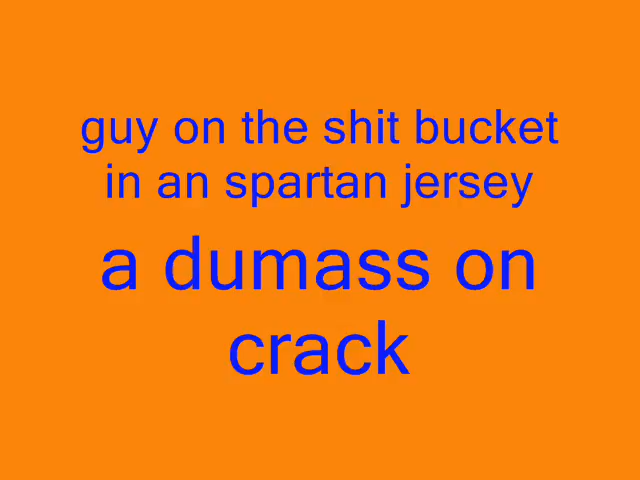 guy on the shit bucket
in an spartan jersey
a dumass on
crack